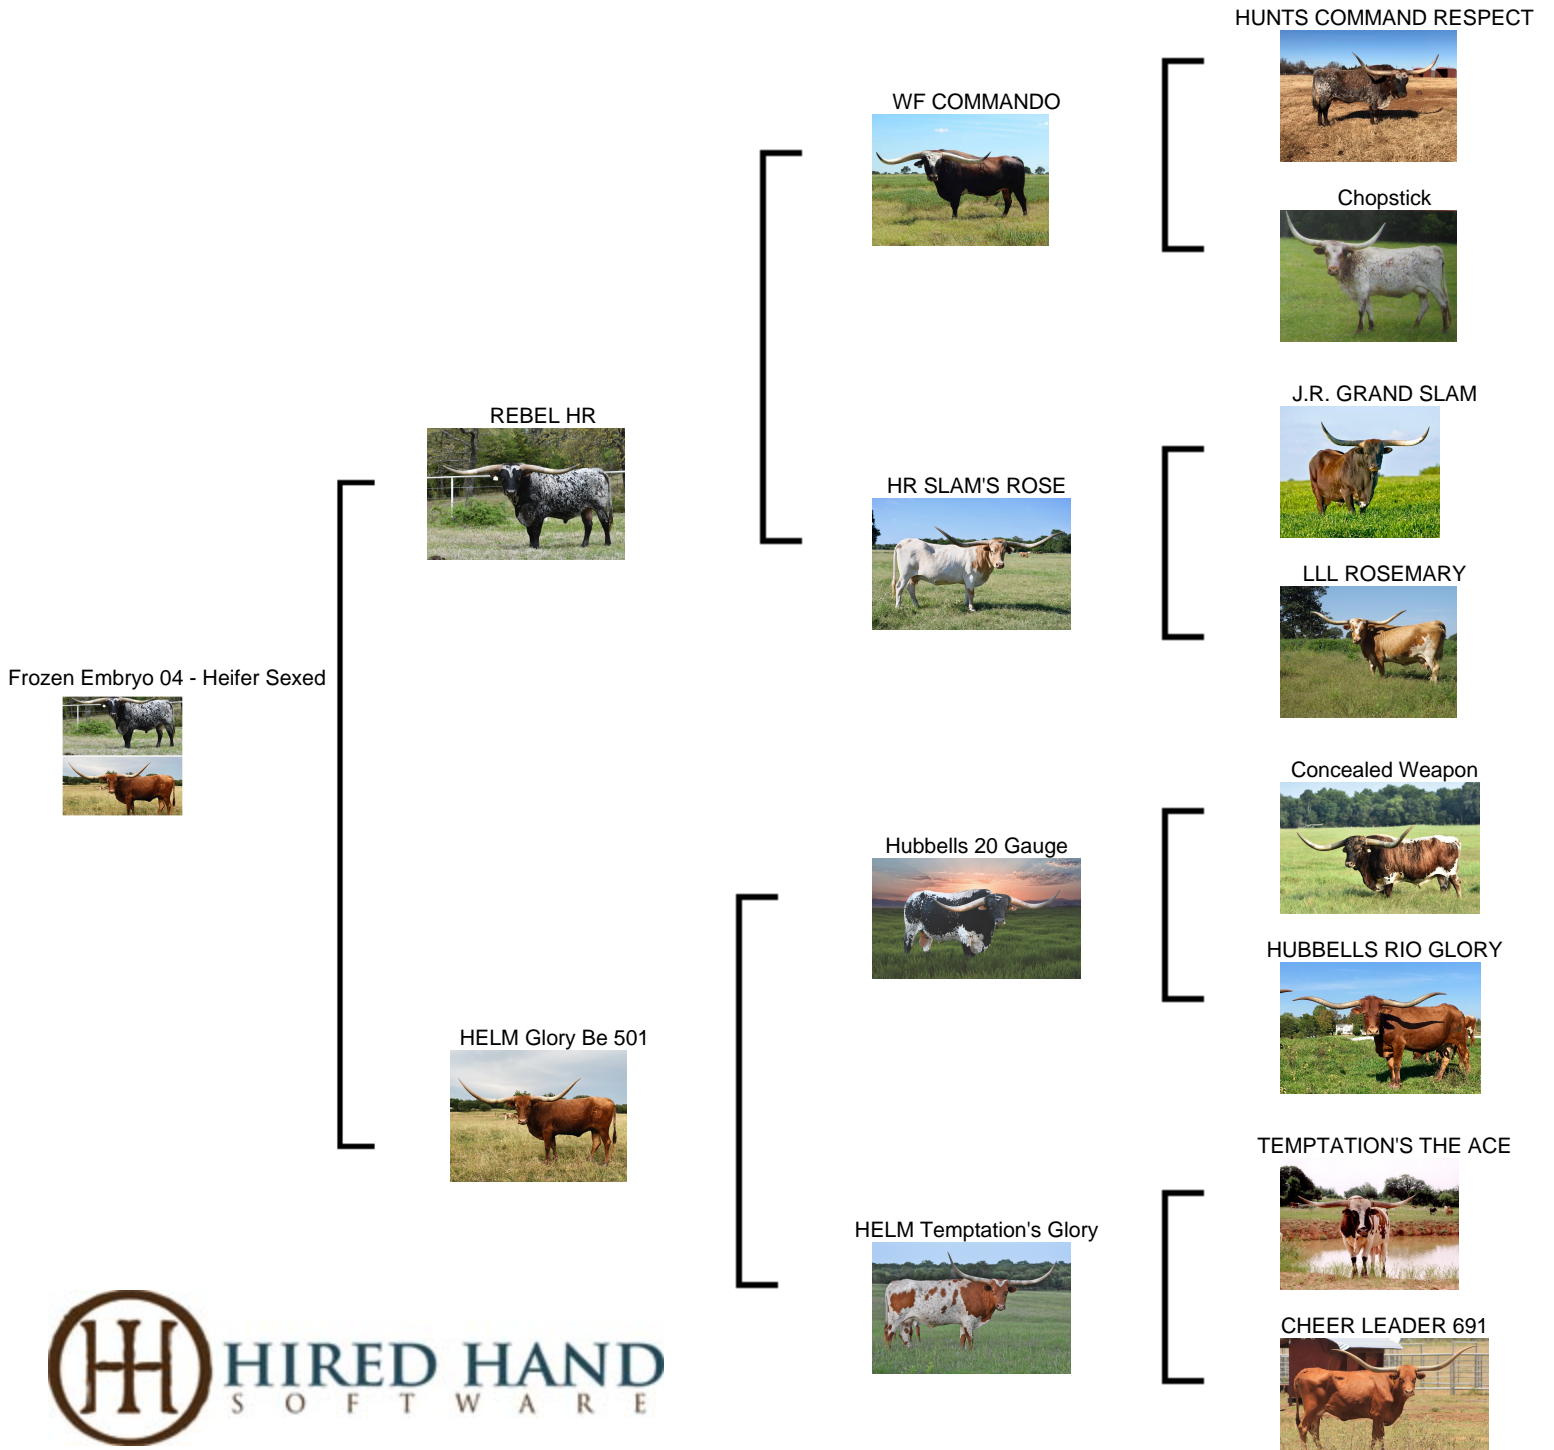 HUNTS COMMAND RESPECT
WF COMMANDO
Chopstick
J.R. GRAND SLAM
REBEL HR
HR SLAM'S ROSE
LLL ROSEMARY
Frozen Embryo 04 - Heifer Sexed
Concealed Weapon
Hubbells 20 Gauge
HUBBELLS RIO GLORY
HELM Glory Be 501
TEMPTATION'S THE ACE
HELM Temptation's Glory
CHEER LEADER 691
HIRED HAND
SOFTWARE